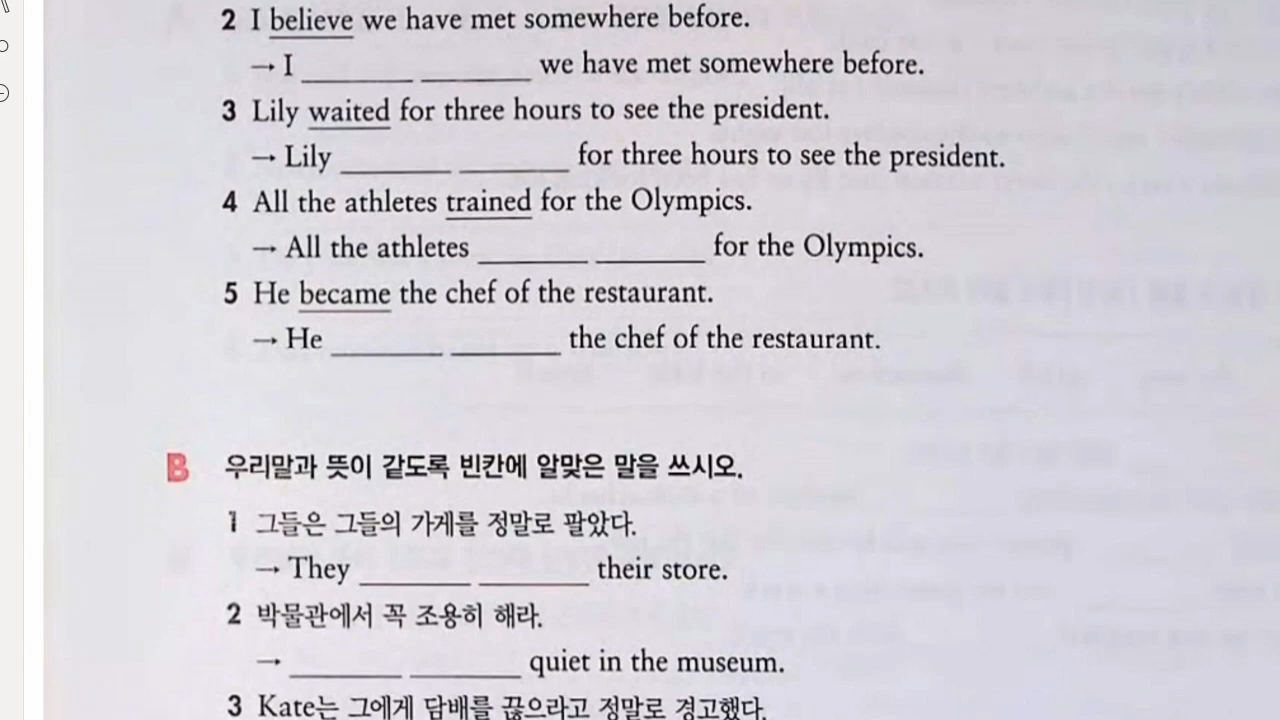 2 I believe we have met somewhere before.
→ I ________ ________ we have met somewhere before.
3 Lily waited for three hours to see the president.
→ Lily ________ ________ for three hours to see the president.
4 All the athletes trained for the Olympics.
→ All the athletes ________ ________ for the Olympics.
5 He became the chef of the restaurant.
→ He ________ ________ the chef of the restaurant.
B 우리말과 뜻이 같도록 빈칸에 알맞은 말을 쓰시오.
1 그들은 그들의 가게를 정말로 팔았다.
→ They ________ ________ their store.
2 박물관에서 꼭 조용히 해라.
→ ________ ________ quiet in the museum.
3 Kate는 그에게 담배를 끊으라고 정말로 경고했다.